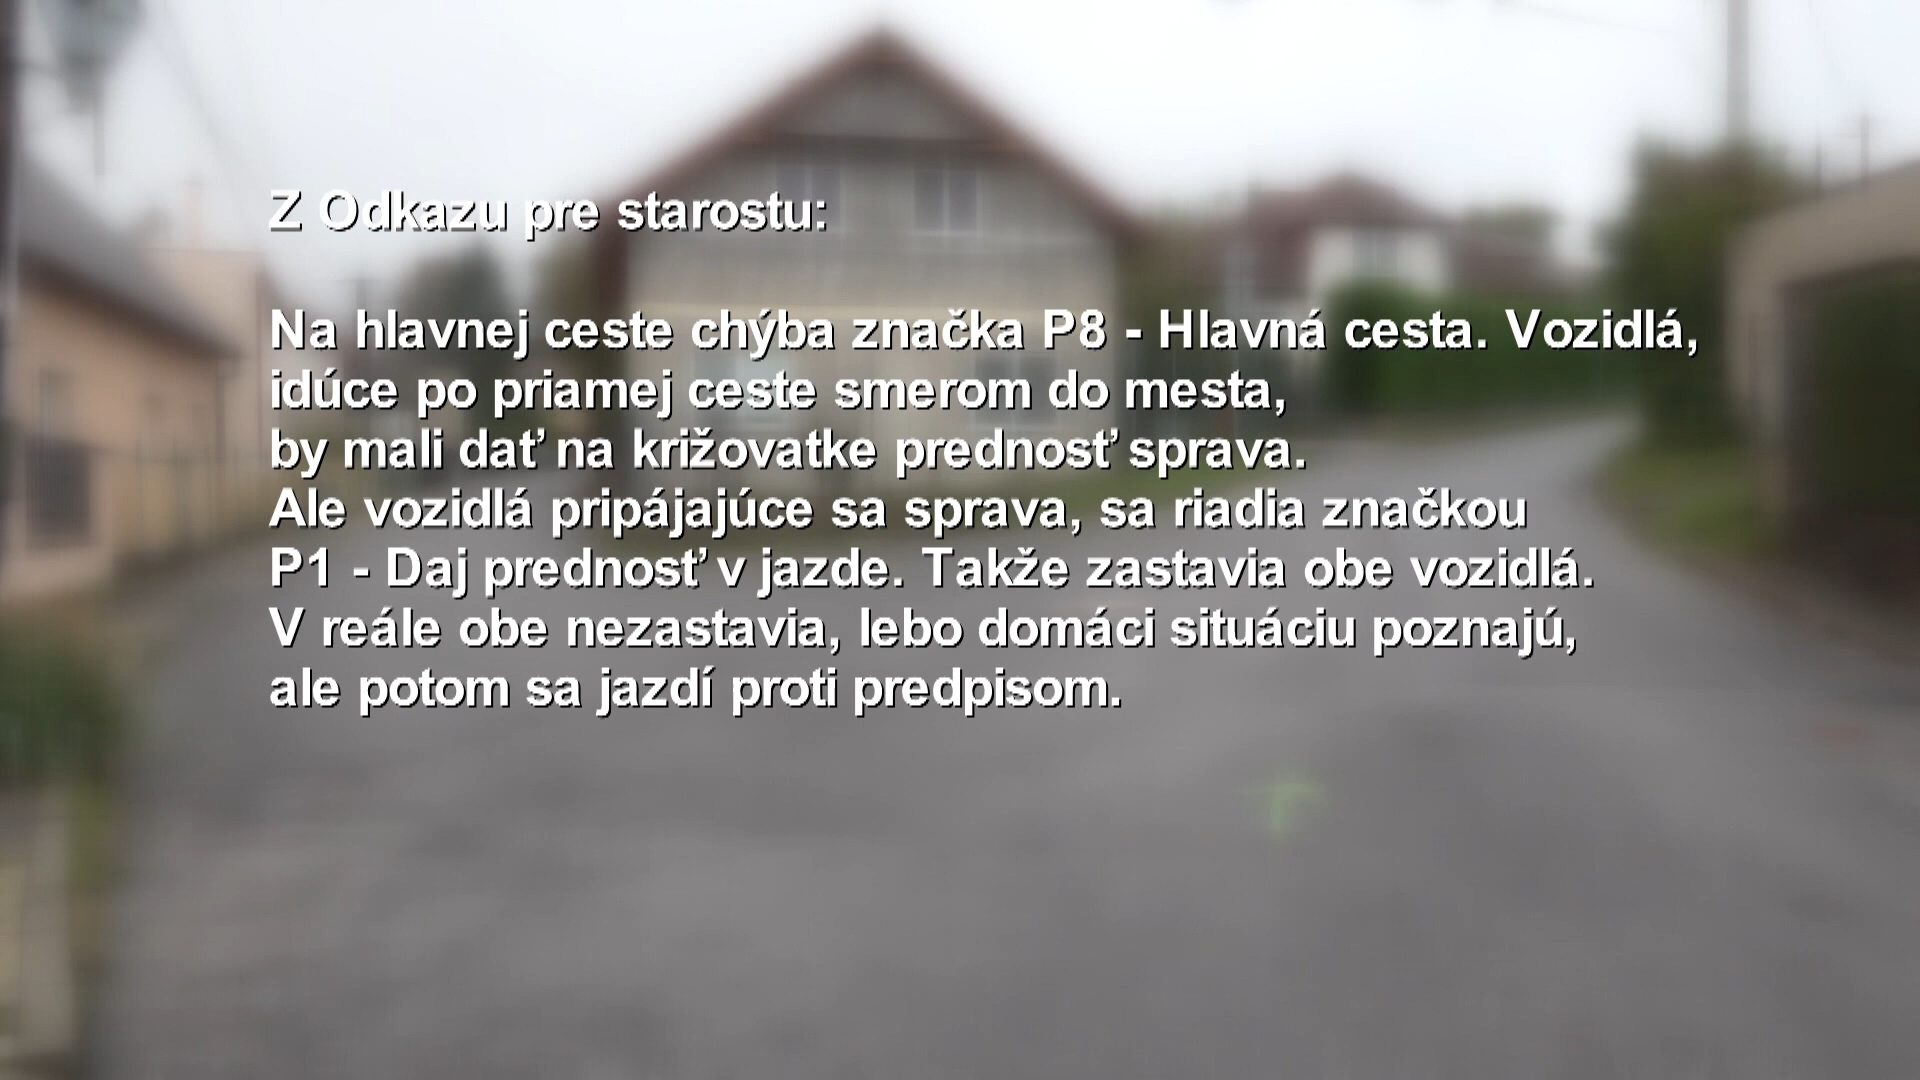 Z Odkazu pre starostu:
Na hlavnej ceste chýba značka P8 - Hlavná cesta. Vozidlá,
idúce po priamej ceste smerom do mesta,
by mali dať na križovatke prednosť sprava.
Ale vozidlá pripájajúce sa sprava, sa riadia značkou
P1 - Daj prednosť v jazde. Takže zastavia obe vozidlá.
V reále obe nezastavia, lebo domáci situáciu poznajú,
ale potom sa jazdí proti predpisom.